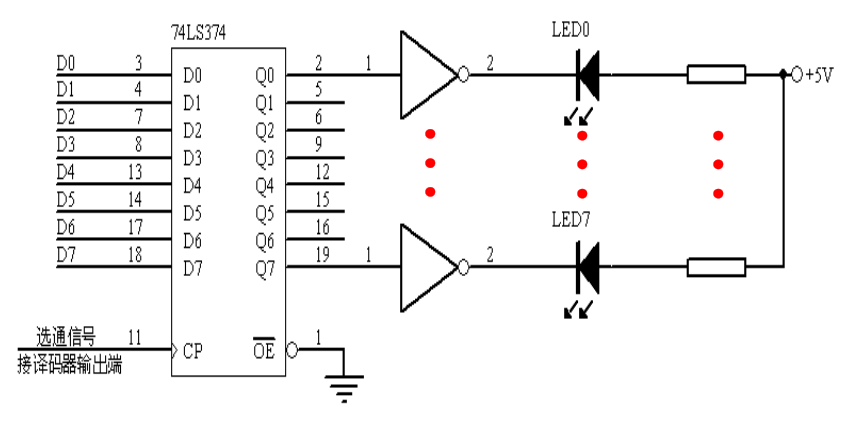 74LS374
LED0
D0 3 D0 Q0 2 1 2 +5V
D1 4 D1 Q1 5
D2 7 D2 Q2 6
D3 8 D3 Q3 9
D4 13 D4 Q4 12
D5 14 D5 Q5 15
D6 17 D6 Q6 16
LED7
D7 18 D7 Q7 19 1 2
选通信号 11 CP OE 1
接译码器输出端